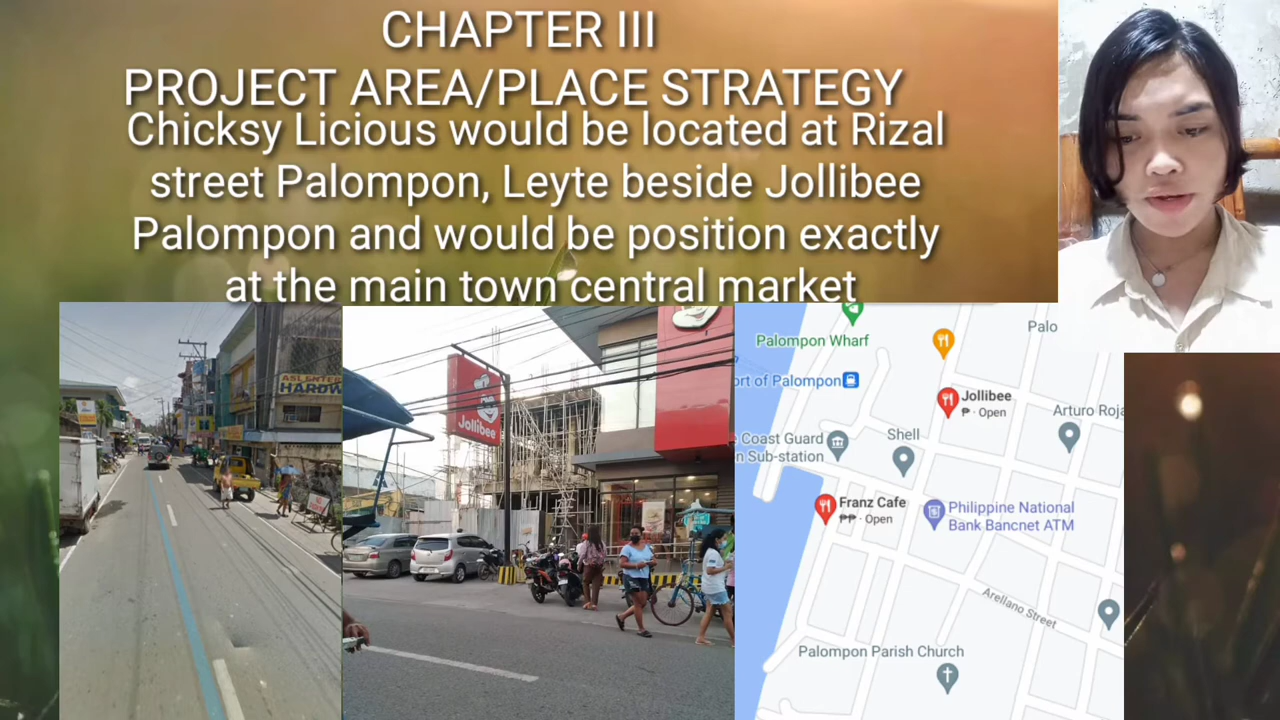 CHAPTER III
PROJECT AREA/PLACE STRATEGY
Chicksy Licious would be located at Rizal
street Palompon, Leyte beside Jollibee
Palompon and would be position exactly
at the main town central market
ASLENTER
HARDW
Jollibee
Palompon Wharf
Palo
ort of Palompon
Jollibee
₱ · Open
Arturo Roja
Coast Guard
n Sub-station
Shell
Franz Cafe
₱₱ · Open
Philippine National
Bank Bancnet ATM
Arellano Street
Palompon Parish Church